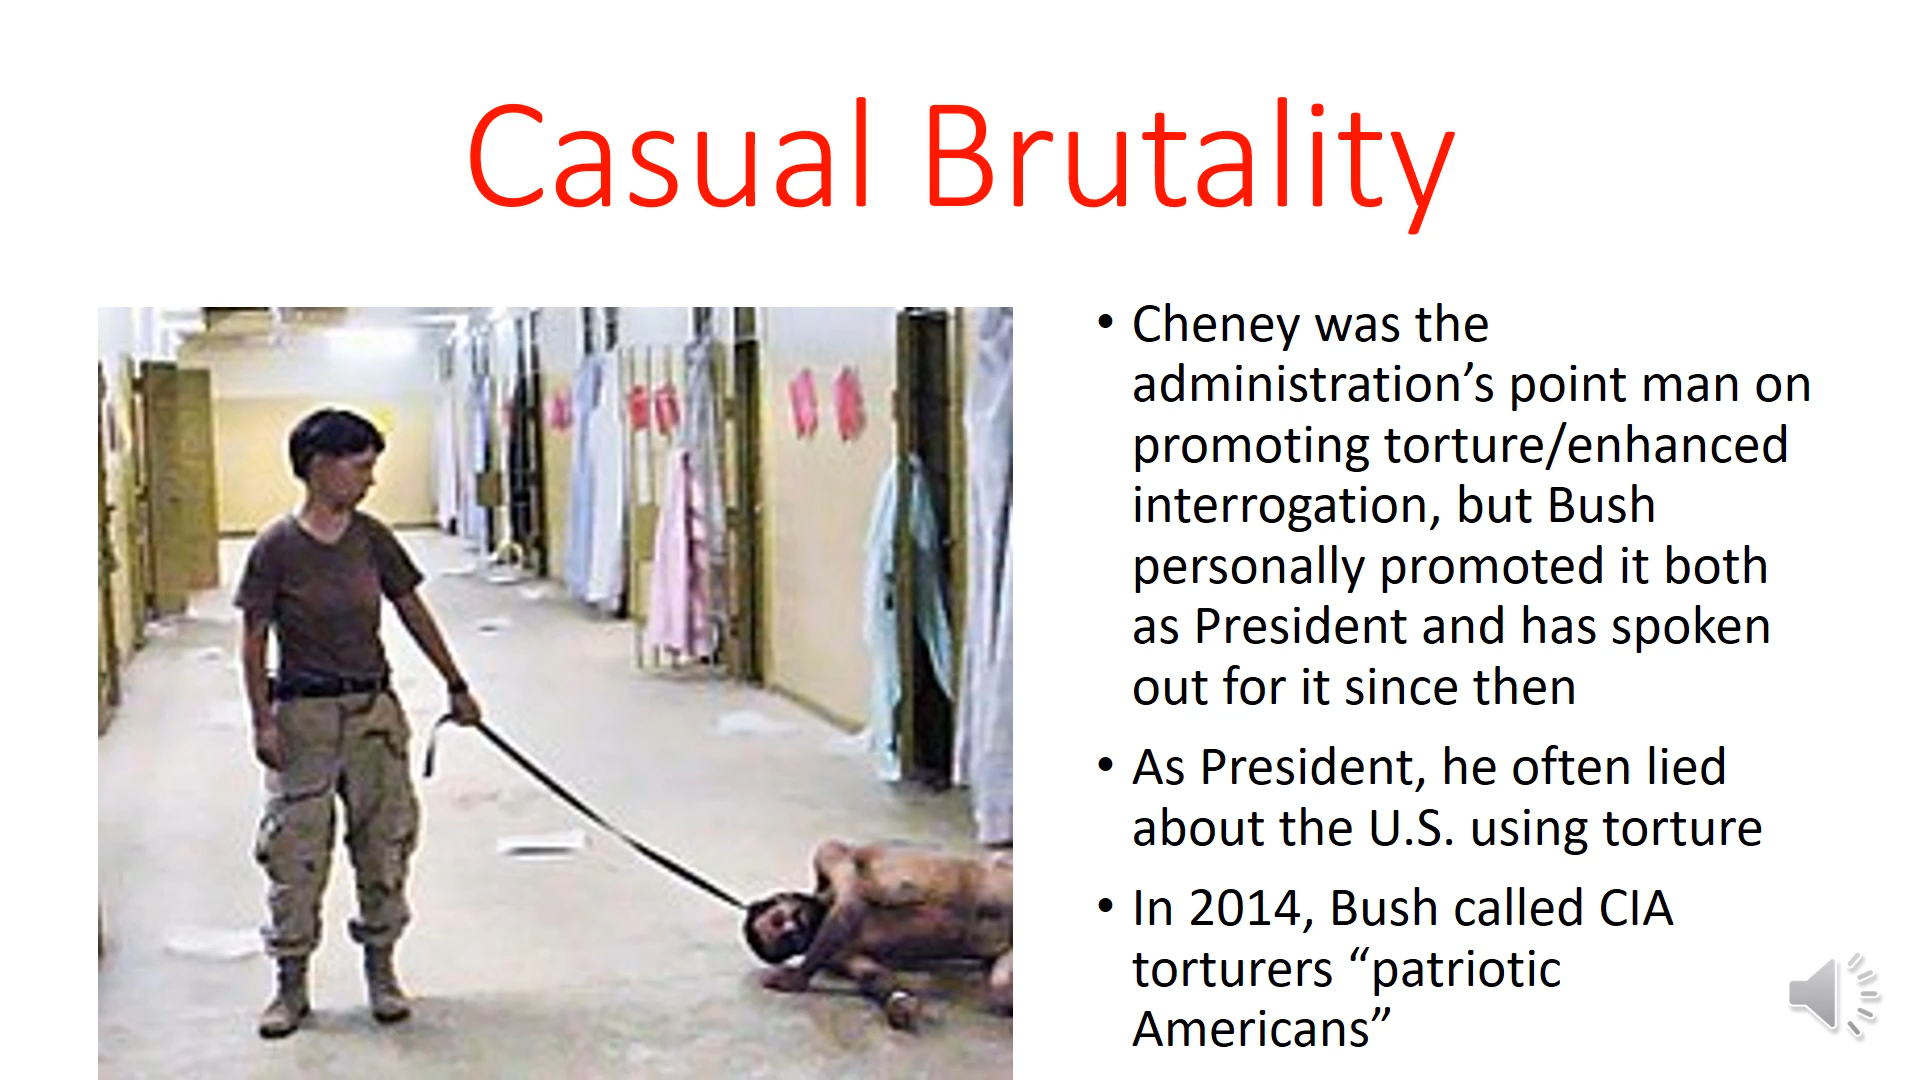 Casual Brutality
• Cheney was the
administration’s point man on
promoting torture/enhanced
interrogation, but Bush
personally promoted it both
as President and has spoken
out for it since then
• As President, he often lied
about the U.S. using torture
• In 2014, Bush called CIA
torturers “patriotic
Americans”